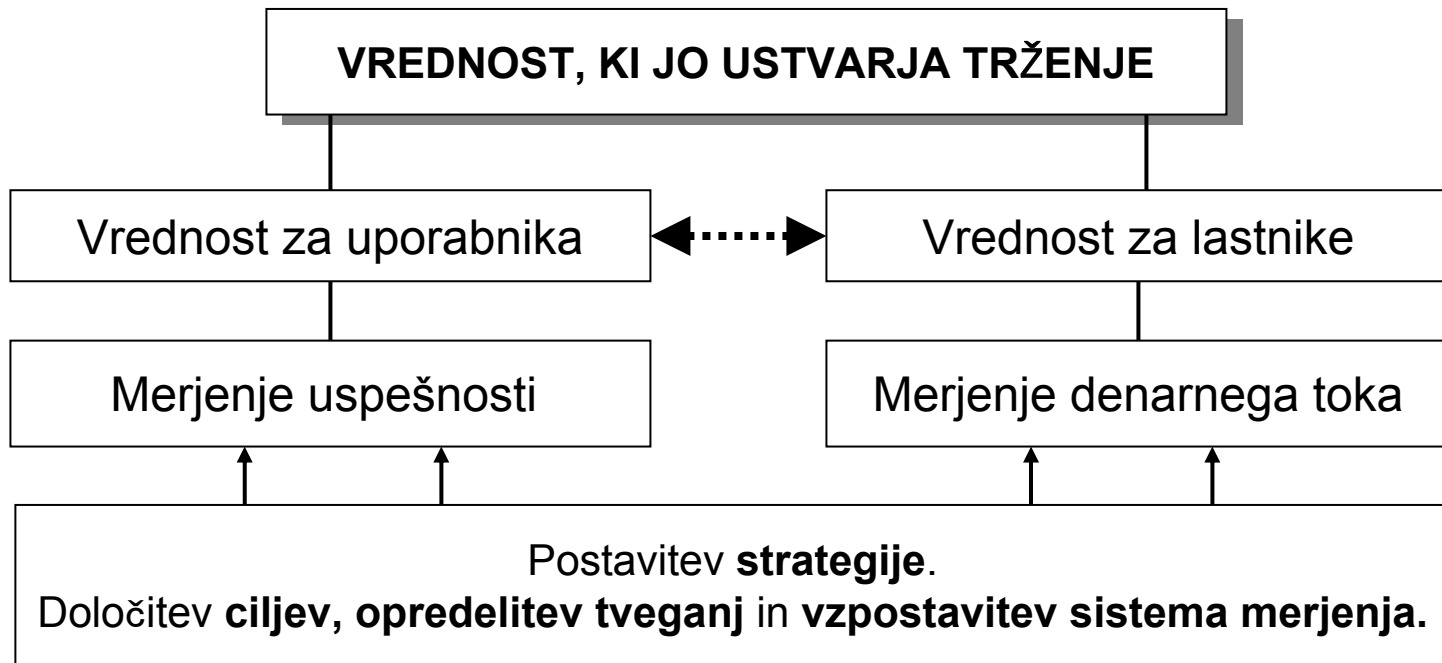 VREDNOST, KI JO USTVARJA TRŽENJE
Vrednost za uporabnika
Vrednost za lastnike
Merjenje uspešnosti
Merjenje denarnega toka
Postavitev strategije.
Določitev ciljev, opredelitev tveganj in vzpostavitev sistema merjenja.